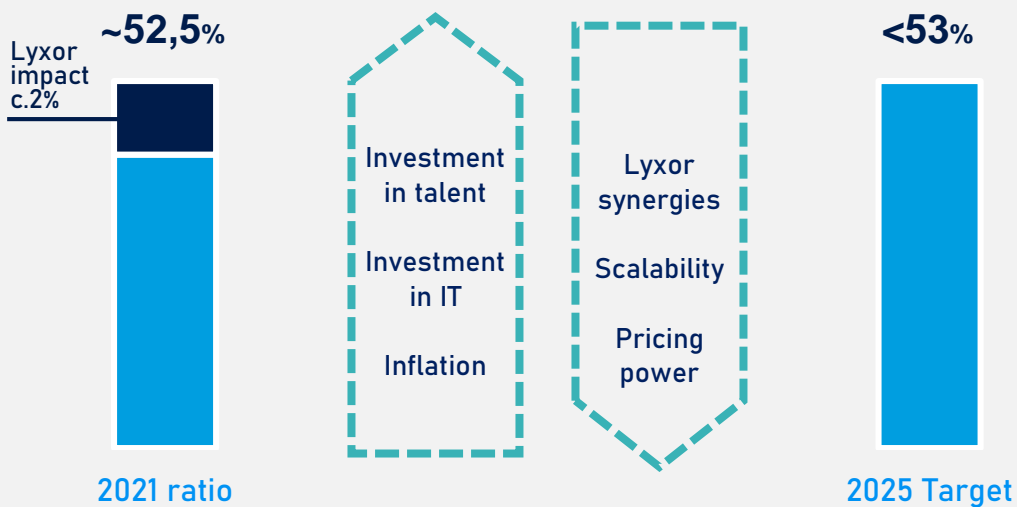 ~52,5%
Lyxor
impact
c.2%
2021 ratio
Investment
in talent
Investment
in IT
Inflation
Lyxor
synergies
Scalability
Pricing
power
<53%
2025 Target